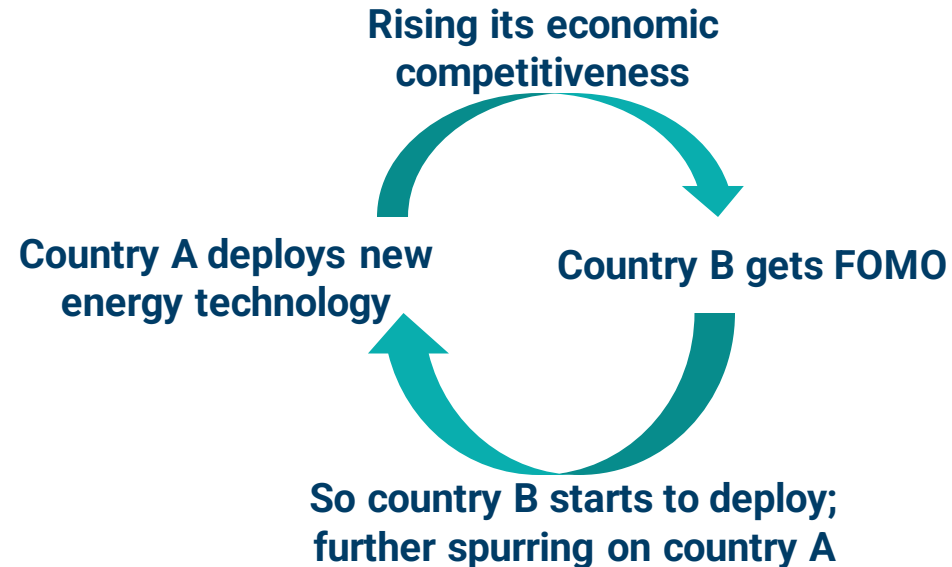 Rising its economic
competitiveness
Country A deploys new
energy technology
Country B gets FOMO
So country B starts to deploy;
further spurring on country A